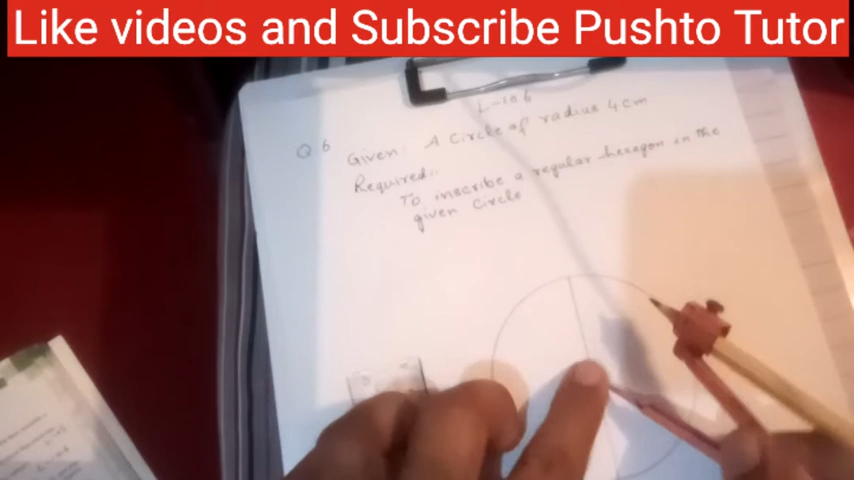 Like videos and Subscribe Pushto Tutor
L-106
Q 6 Given: A Circle of radius 4cm
Required:
To inscribe a regular hexagon in the
given Circle